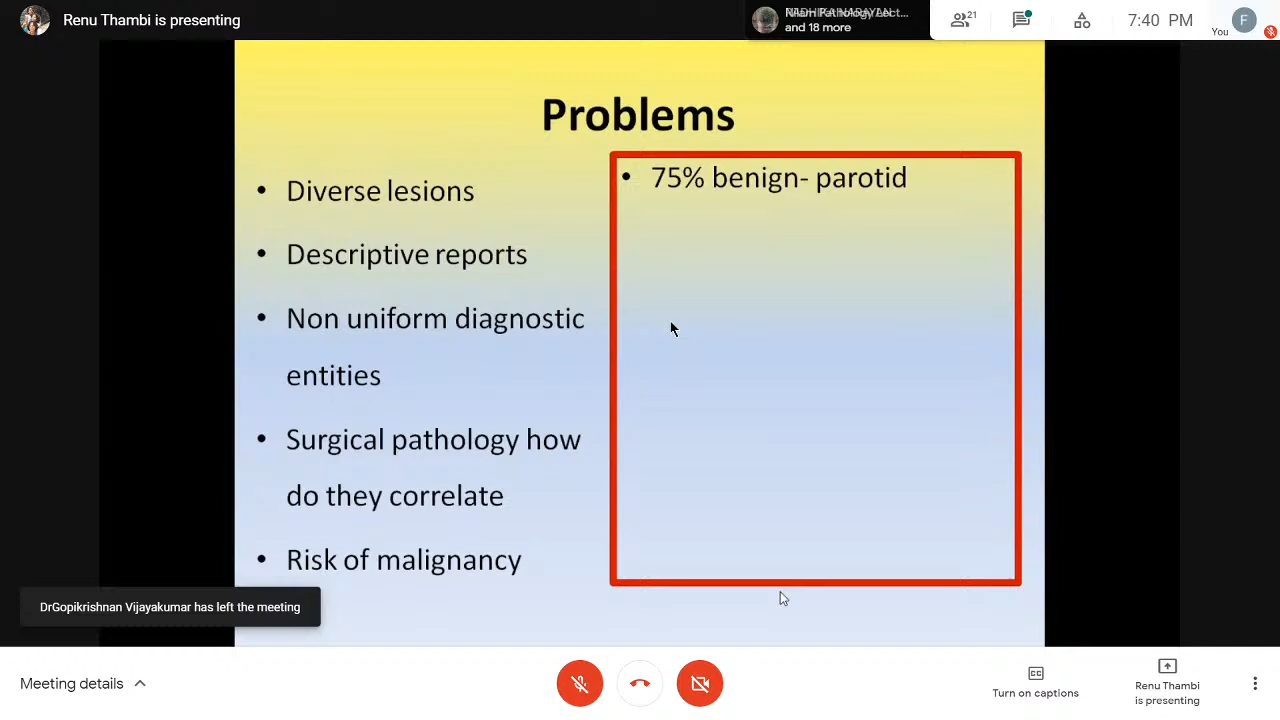 Renu Thambi is presenting
and 18 more
21
7:40 PM
You
F
Problems
• Diverse lesions
• Descriptive reports
• Non uniform diagnostic
entities
• Surgical pathology how
do they correlate
• Risk of malignancy
• 75% benign- parotid
DrGopikrishnan Vijayakumar has left the meeting
Meeting details
CC
Turn on captions
Renu Thambi
is presenting